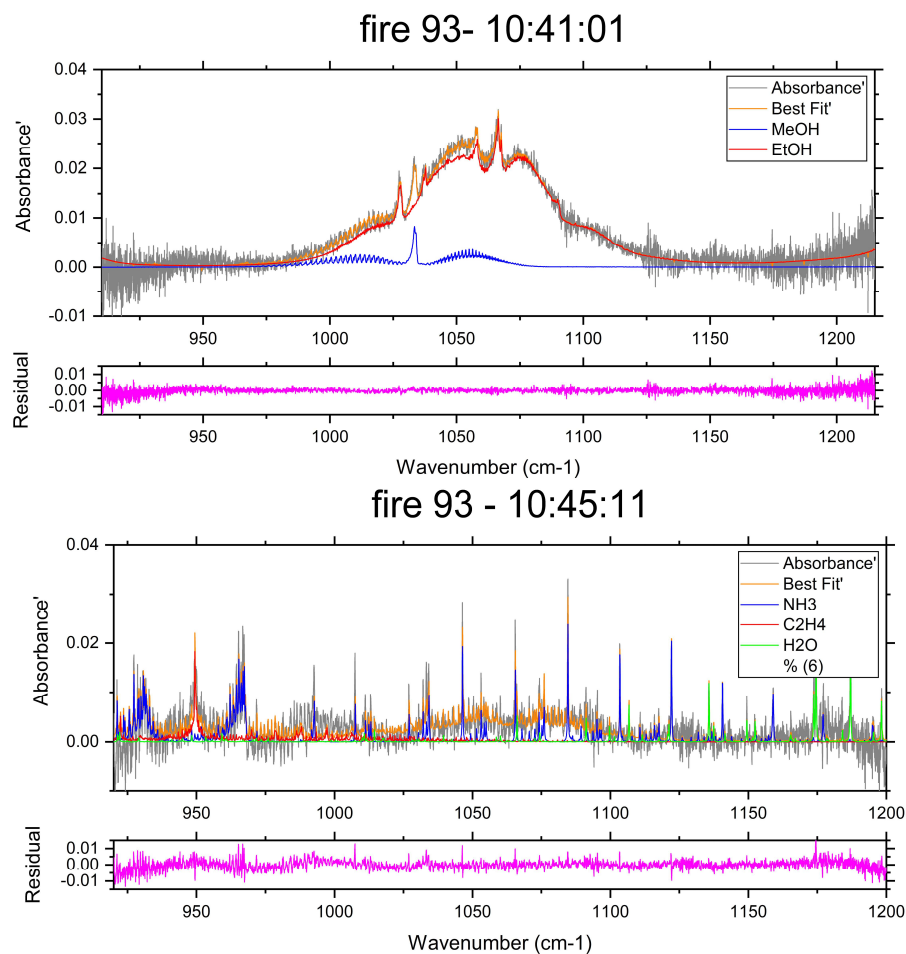 fire 93- 10:41:01
0.04
0.03
0.02
0.01
0.00
-0.01
Absorbance'
Absorbance'
Best Fit'
MeOH
EtOH
950
1000
1050
1100
1150
1200
0.01
0.00
-0.01
Residual
950
1000
1050
1100
1150
1200
Wavenumber (cm-1)
fire 93 - 10:45:11
0.04
0.02
0.00
Absorbance'
Absorbance'
Best Fit'
NH3
C2H4
H2O
% (6)
950
1000
1050
1100
1150
1200
0.01
0.00
-0.01
Residual
950
1000
1050
1100
1150
1200
Wavenumber (cm-1)